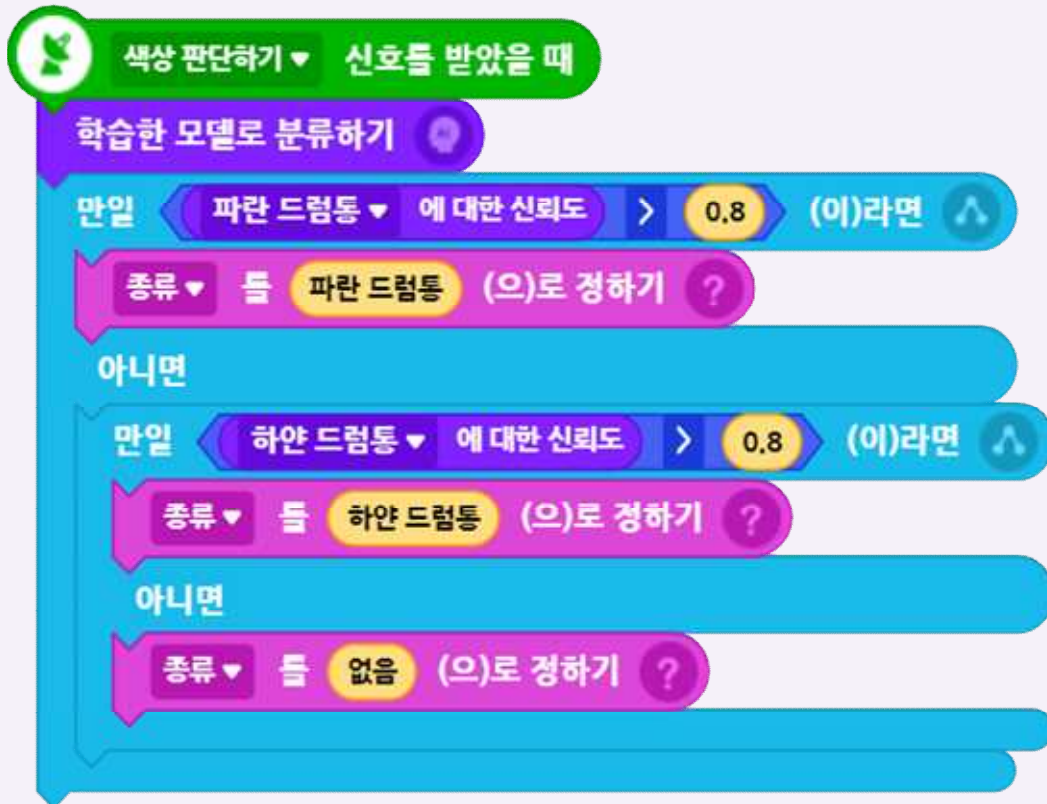 색상 판단하기 신호를 받았을 때
학습한 모델로 분류하기
만일 파란 드럼통 에 대한 신뢰도 > 0.8 (이)라면
종류 를 파란 드럼통 (으)로 정하기 ?
아니면
만일 하얀 드럼통 에 대한 신뢰도 > 0.8 (이)라면
종류 를 하얀 드럼통 (으)로 정하기 ?
아니면
종류 를 없음 (으)로 정하기 ?